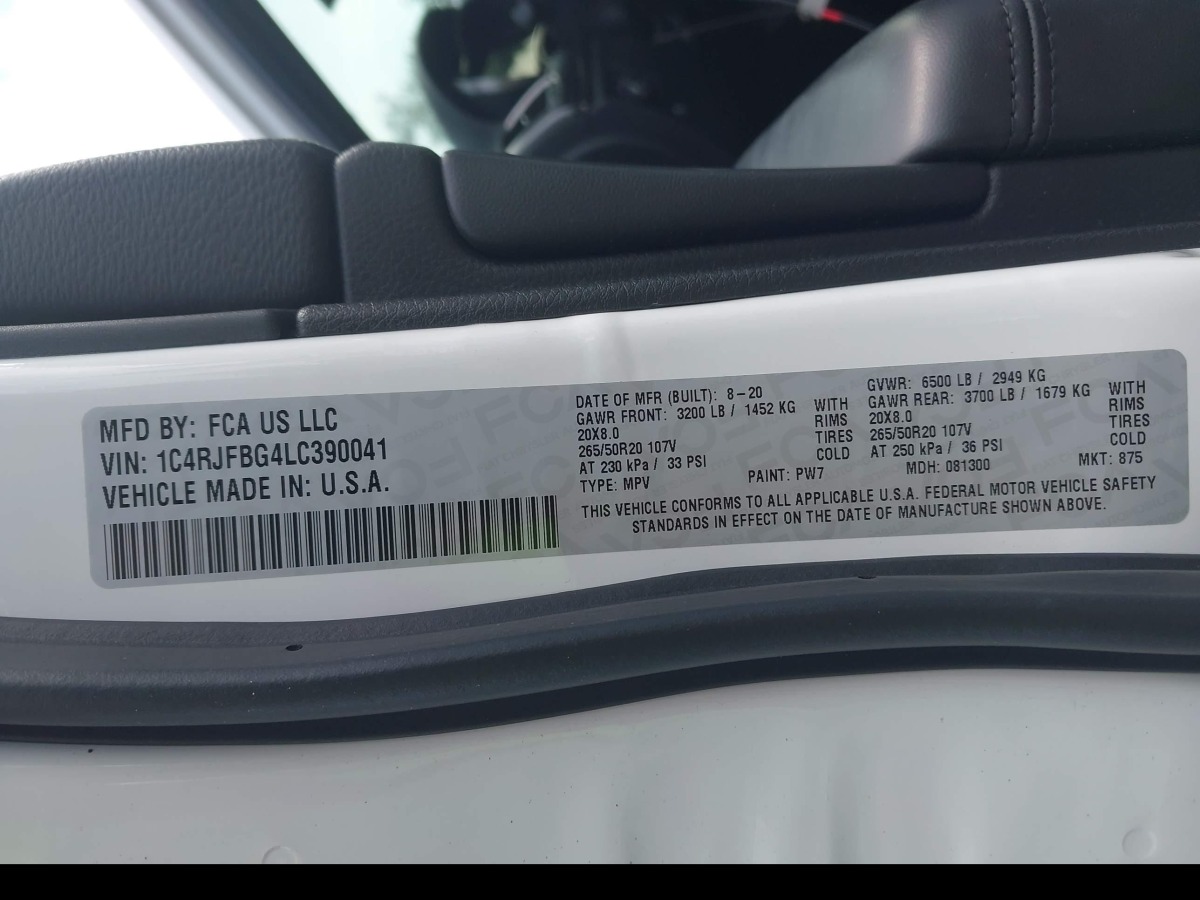 MFD BY: FCA US LLC
VIN: 1C4RJFBG4LC390041
VEHICLE MADE IN: U.S.A.
DATE OF MFR (BUILT): 8-20
GAWR FRONT: 3200 LB / 1452 KG WITH
20X8.0 RIMS
265/50R20 107V TIRES
AT 230 kPa / 33 PSI COLD
TYPE: MPV PAINT: PW7
GVWR: 6500 LB / 2949 KG
GAWR REAR: 3700 LB / 1679 KG WITH
20X8.0 RIMS
265/50R20 107V TIRES
AT 250 kPa / 36 PSI COLD
MDH: 081300 MKT: 875
THIS VEHICLE CONFORMS TO ALL APPLICABLE U.S.A. FEDERAL MOTOR VEHICLE SAFETY
STANDARDS IN EFFECT ON THE DATE OF MANUFACTURE SHOWN ABOVE.